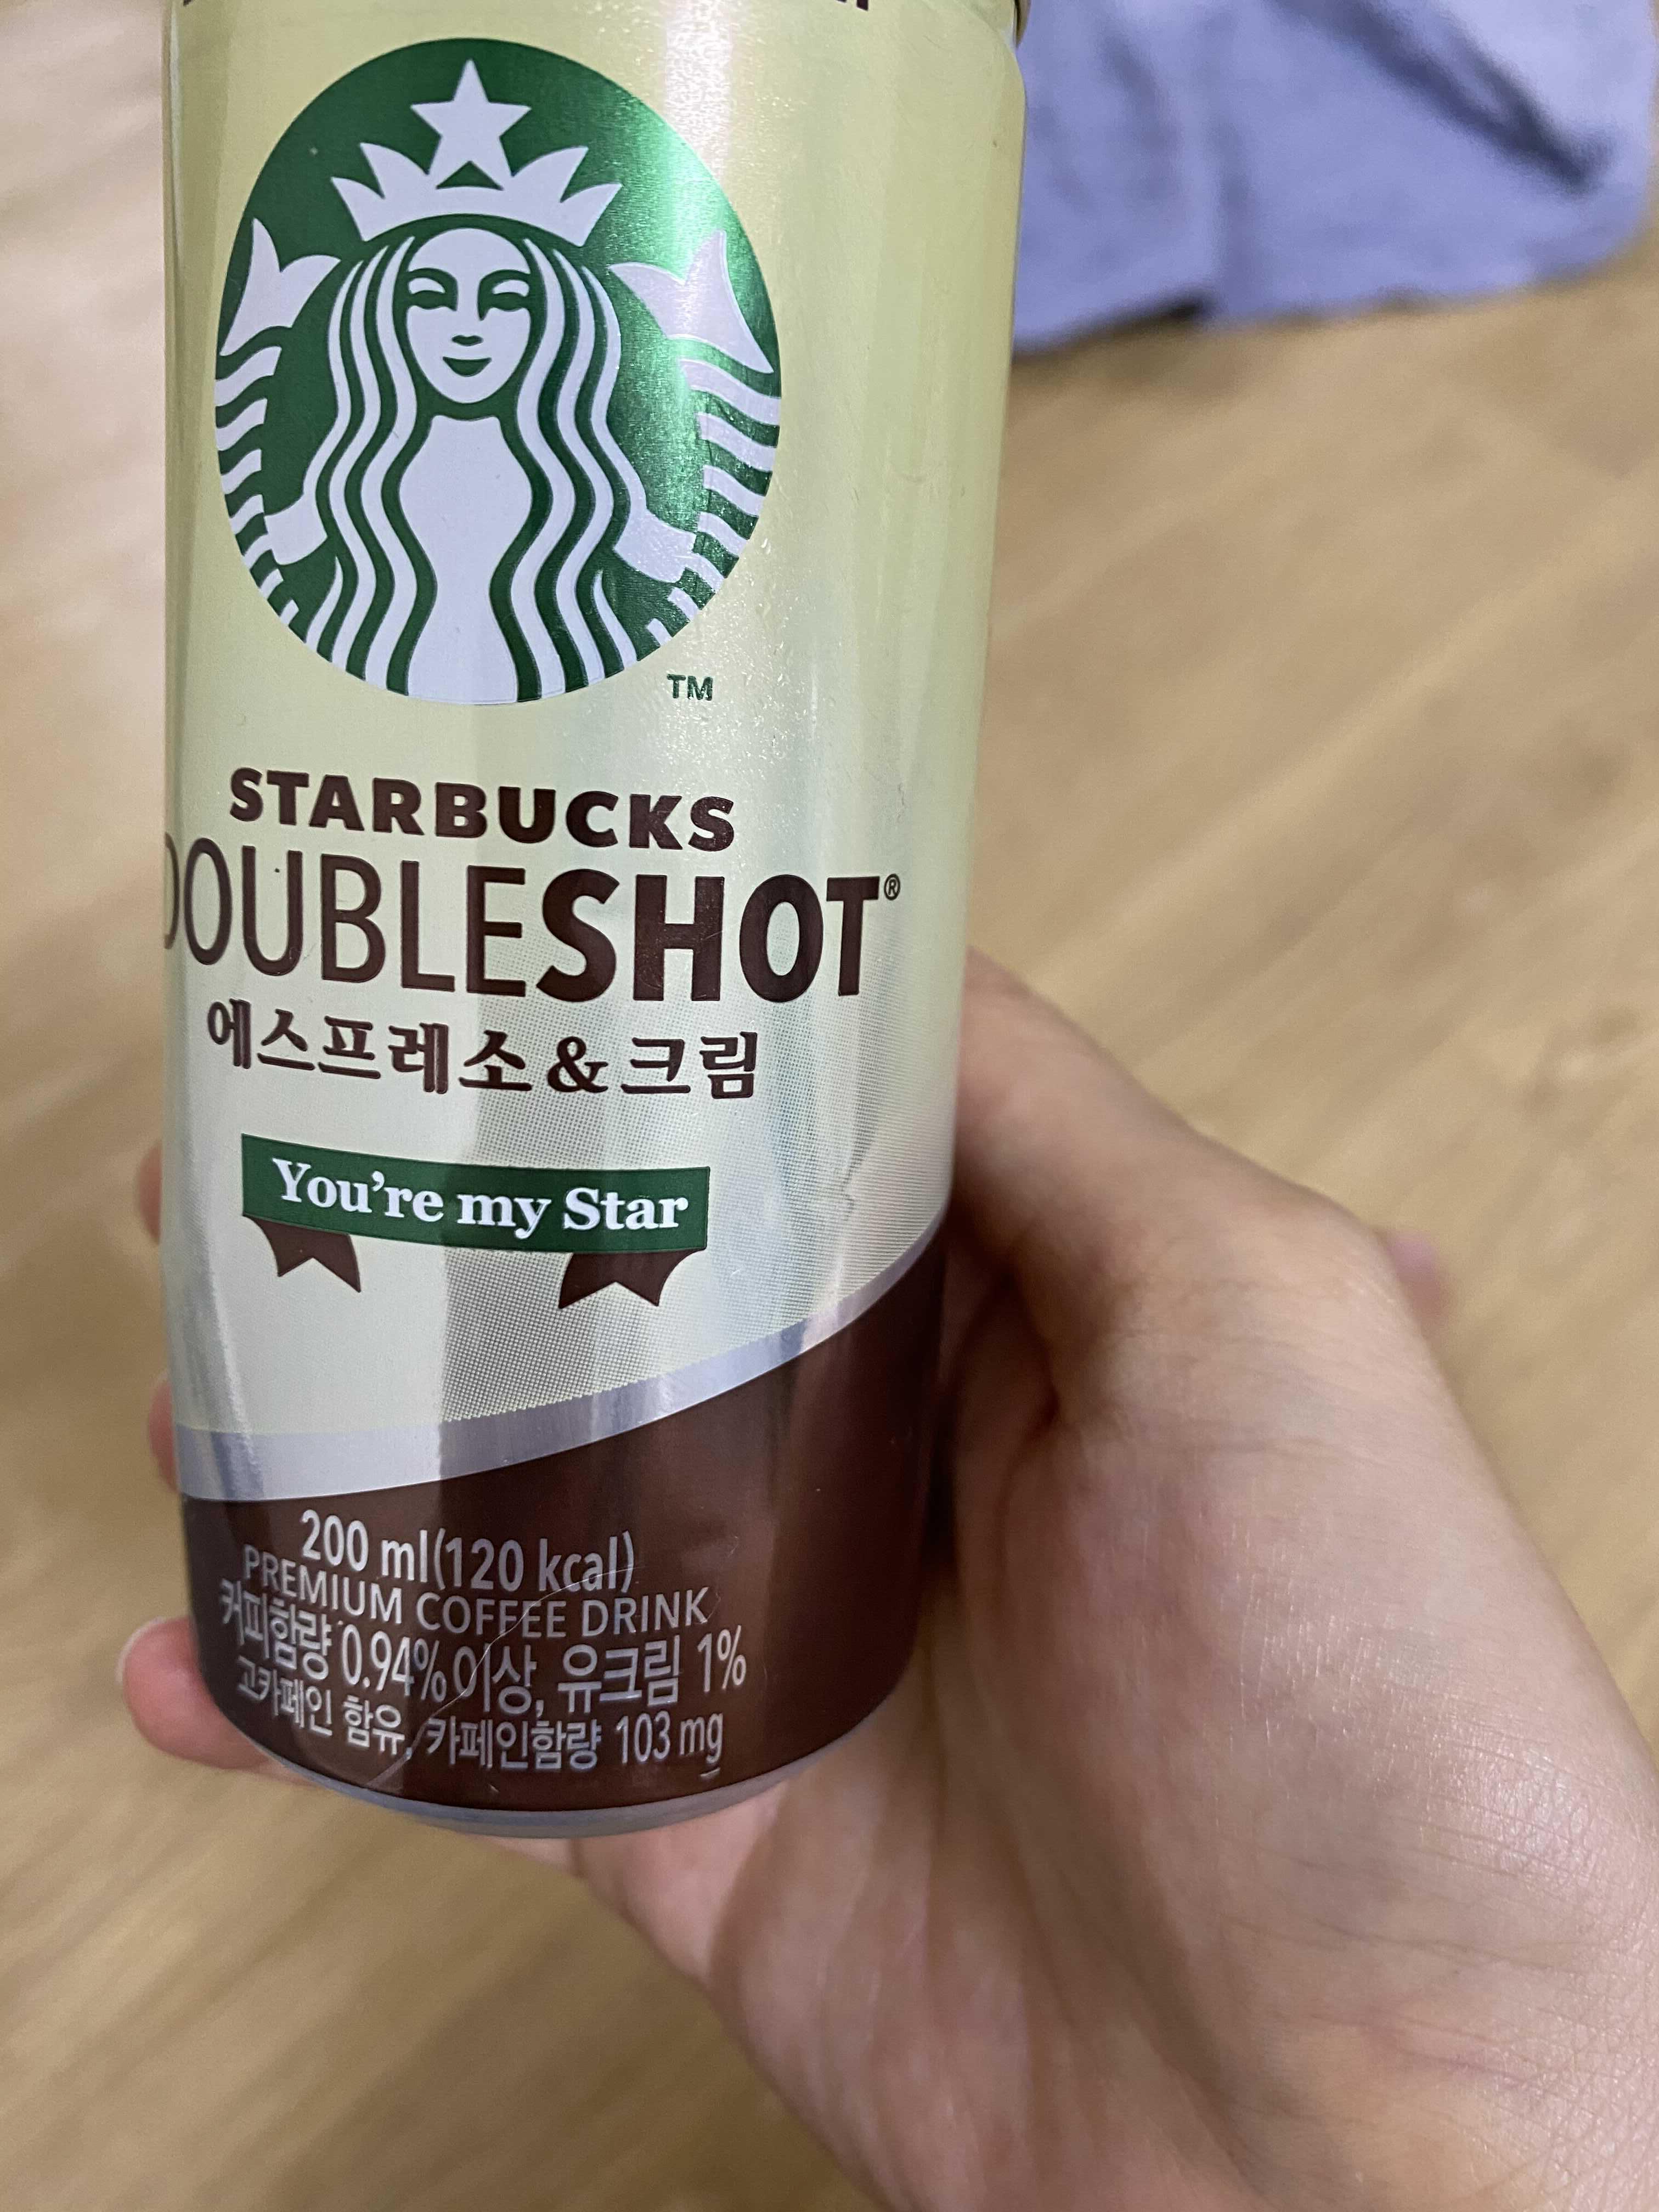 TM
STARBUCKS
DOUBLESHOT®
에스프레소&크림
You're my Star
200 ml(120 kcal)
PREMIUM COFFEE DRINK
커피함량 0.94% 이상, 유크림 1%
고카페인 함유, 카페인함량 103 mg